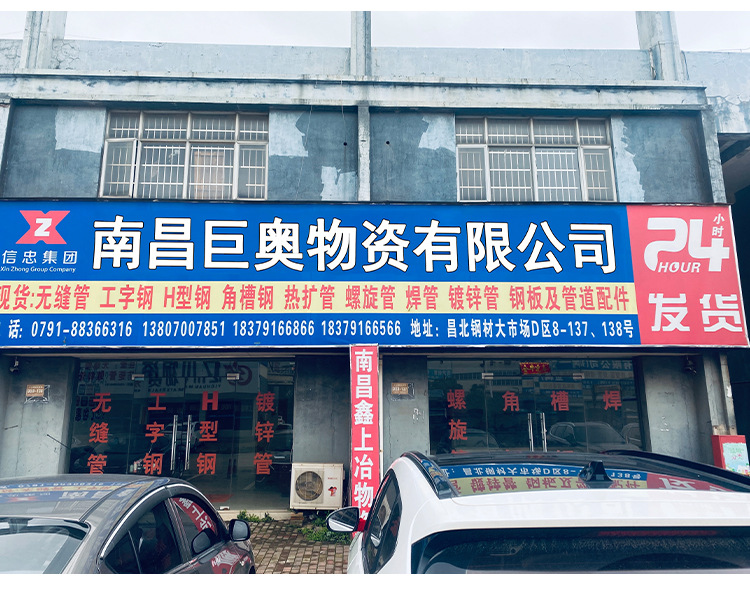 XZ
信忠集团
Xin Zhong Group Company
南昌巨奥物资有限公司
24小时
HOUR
发货
现货:无缝管 工字钢 H型钢 角槽钢 热扩管 螺旋管 焊管 镀锌管 钢板及管道配件
话: 0791-88366316 13807007851 18379166866 18379166566 地址: 昌北钢材大市场D区8-137、138号
无缝管
工字钢
H型钢
镀锌管
南昌鑫上冶物
螺旋
角
槽
焊